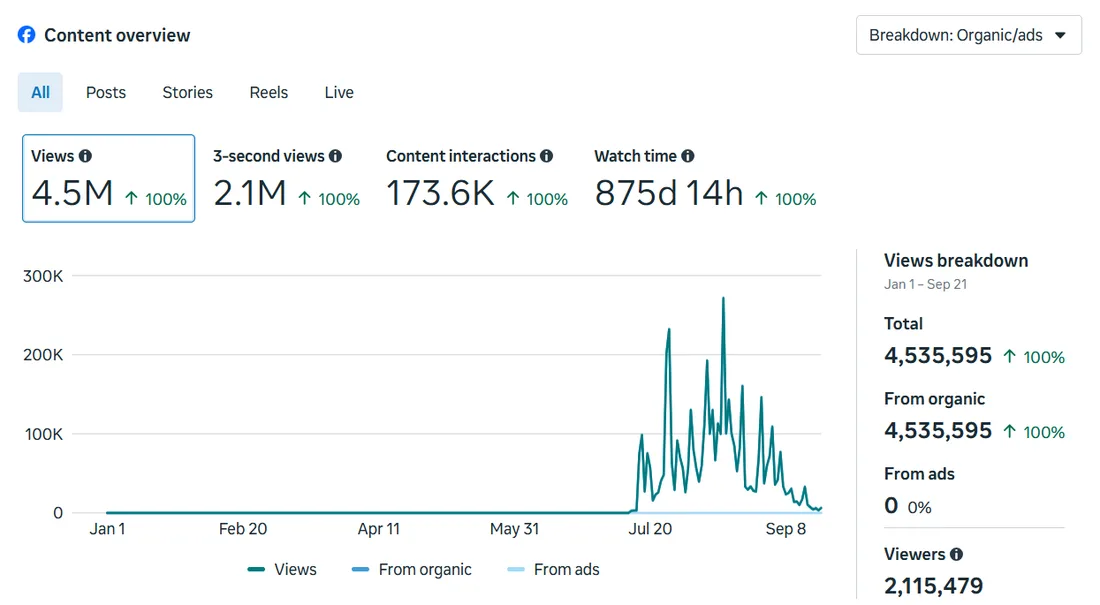 Content overview
Breakdown: Organic/ads
All Posts Stories Reels Live
Views 3-second views Content interactions Watch time
4.5M 100% 2.1M 100% 173.6K 100% 875d 14h 100%
Views breakdown
Jan 1 – Sep 21
Total
4,535,595 100%
From organic
4,535,595 100%
From ads
0 0%
Viewers
2,115,479
300K
200K
100K
0
Jan 1 Feb 20 Apr 11 May 31 Jul 20 Sep 8
Views From organic From ads